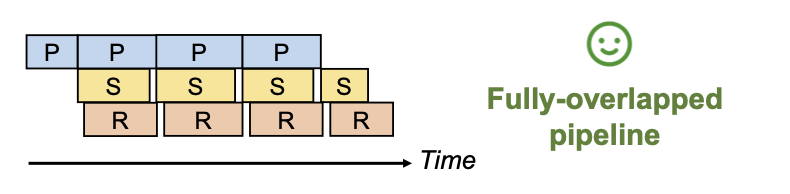 P P P P
S S S S
R R R R
Time
Fully-overlapped
pipeline